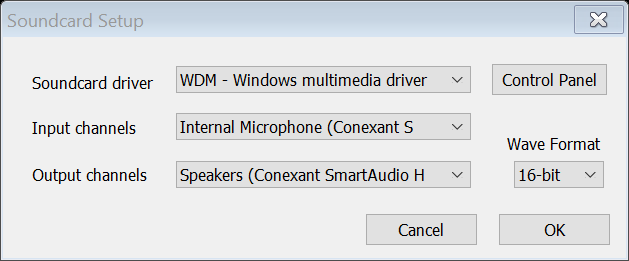 Soundcard Setup
Soundcard driver WDM - Windows multimedia driver Control Panel
Input channels Internal Microphone (Conexant S
Wave Format
Output channels Speakers (Conexant SmartAudio H 16-bit
Cancel OK